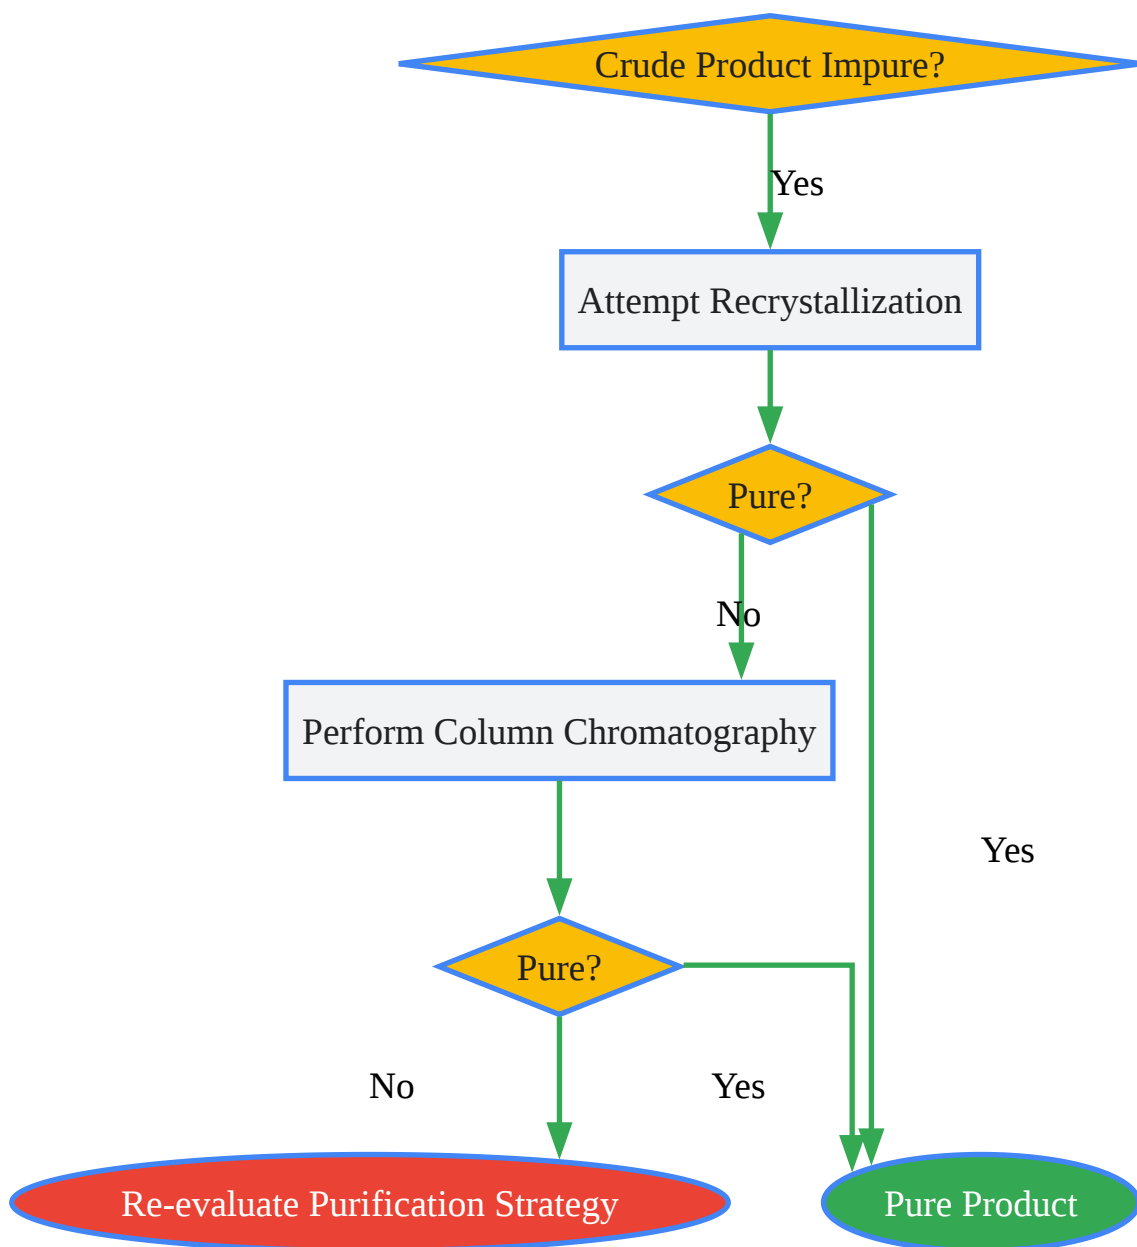 Crude Product Impure?
Yes
Attempt Recrystallization
Pure?
No
Perform Column Chromatography
Yes
Pure?
No
Yes
Re-evaluate Purification Strategy
Pure Product